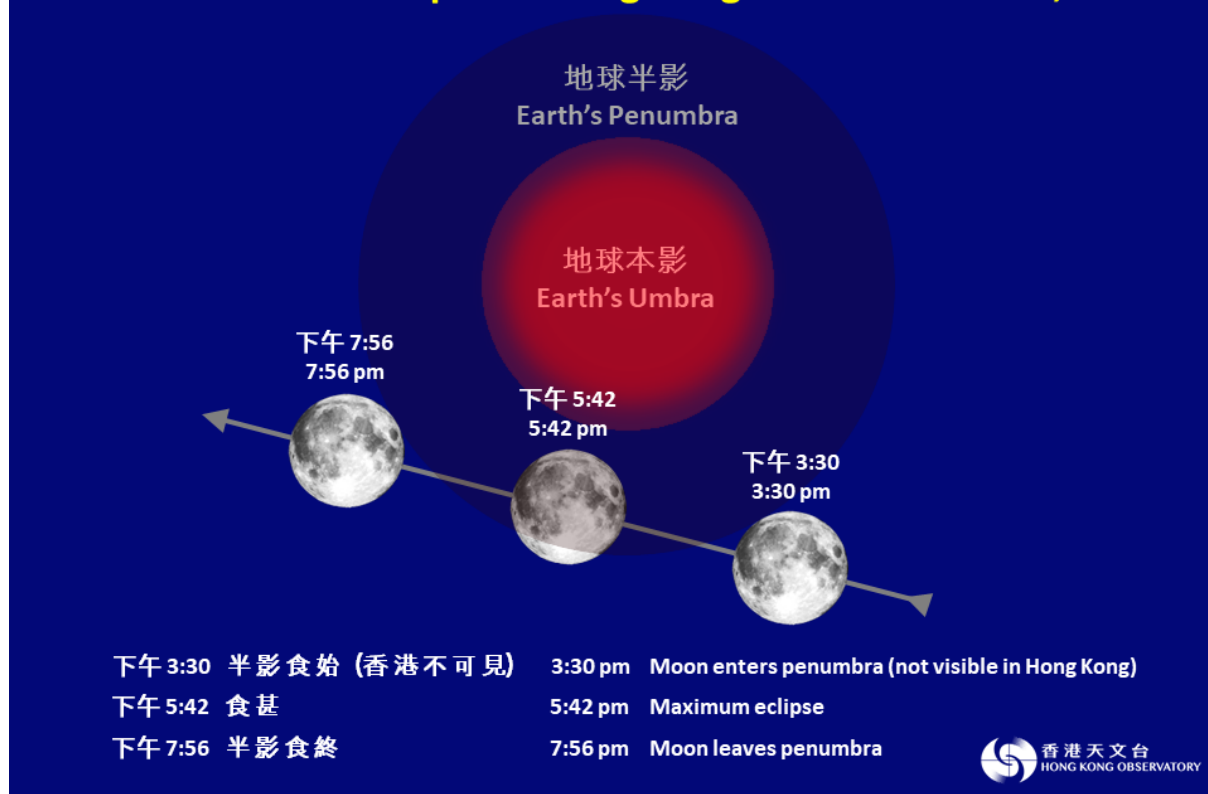 地球半影
Earth's Penumbra
地球本影
Earth's Umbra
下午 7:56
7:56 pm
下午 5:42
5:42 pm
下午 3:30
3:30 pm
下午 3:30 半影食始 (香港不可見) 3:30 pm Moon enters penumbra (not visible in Hong Kong)
下午 5:42 食甚 5:42 pm Maximum eclipse
下午 7:56 半影食終 7:56 pm Moon leaves penumbra
香港天文台
HONG KONG OBSERVATORY